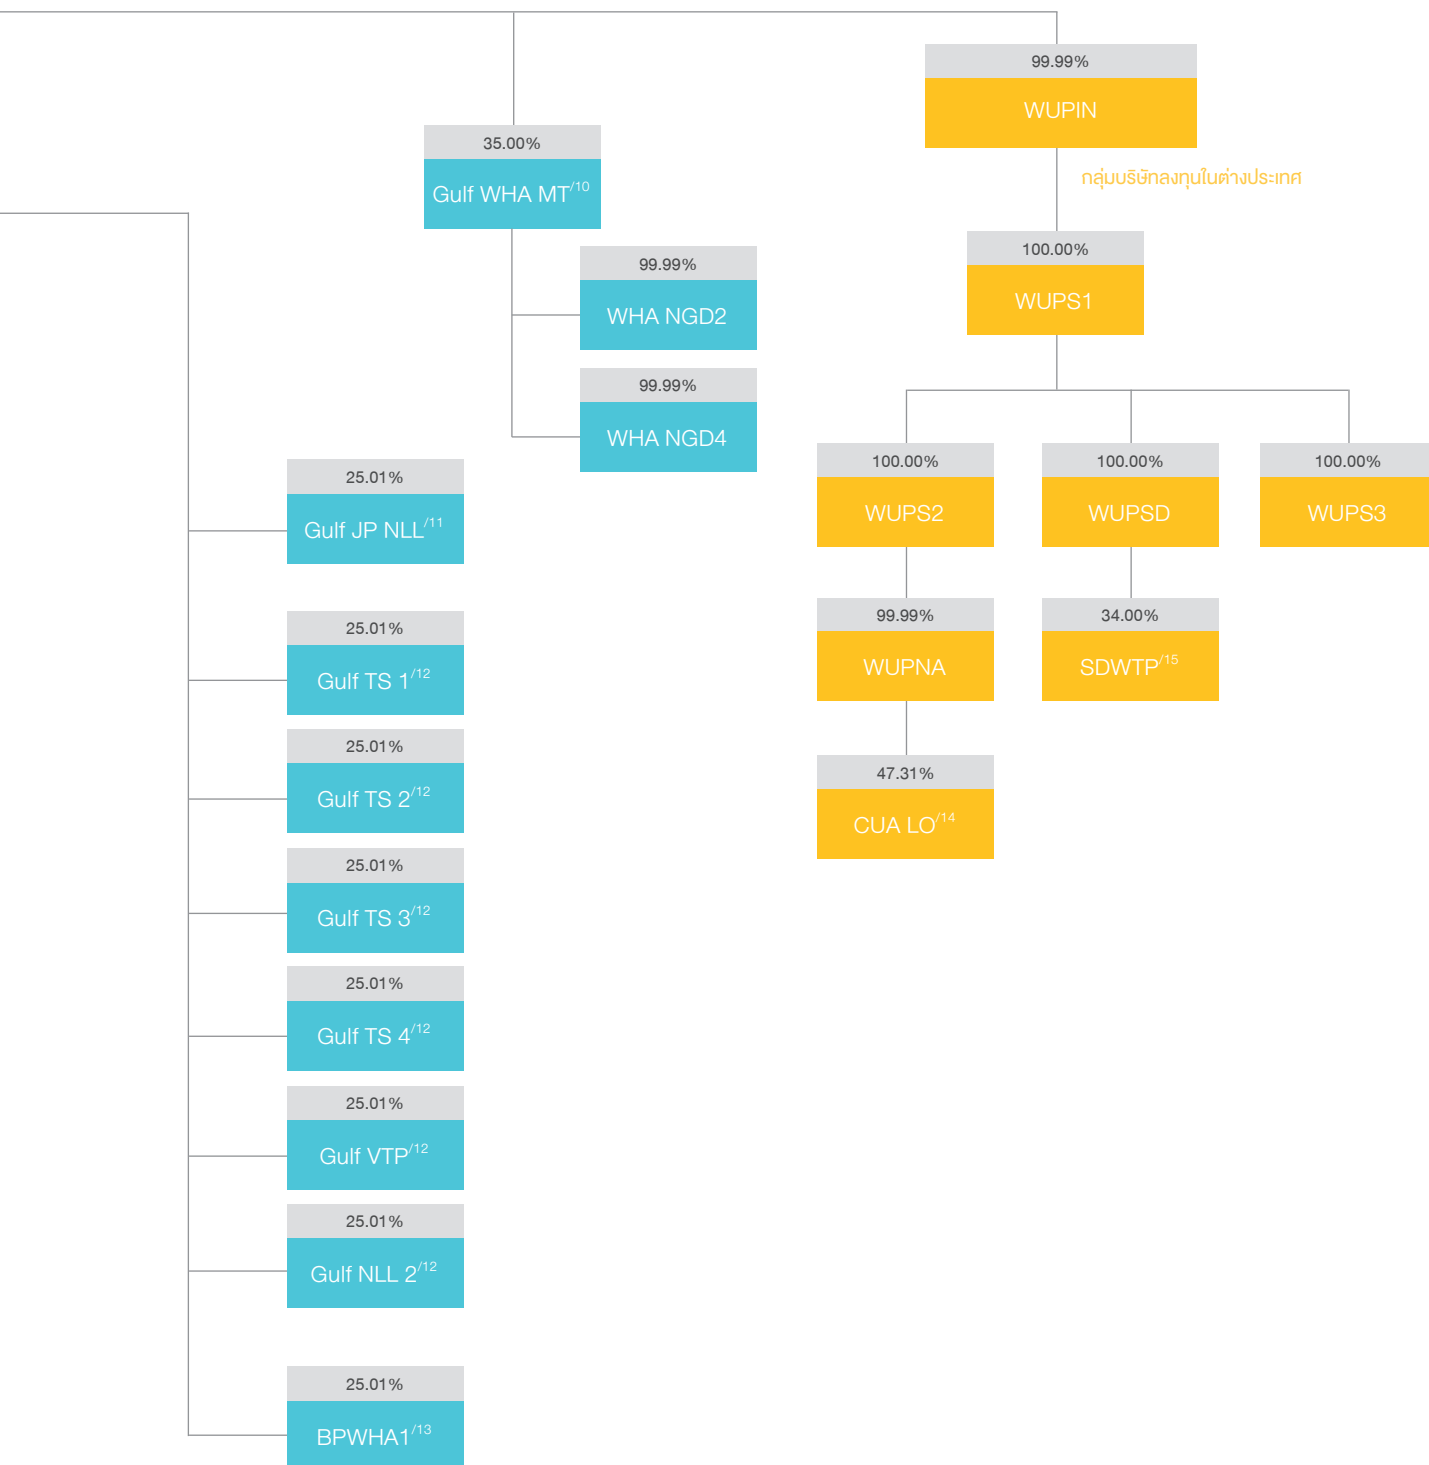 99.99%
WUPIN
กลุ่มบริษัทลงทุนในต่างประเทศ
35.00%
Gulf WHA MT/10
99.99%
WHA NGD2
99.99%
WHA NGD4
100.00%
WUPS1
100.00%
WUPS2
100.00%
WUPSD
100.00%
WUPS3
99.99%
WUPNA
34.00%
SDWTP/15
47.31%
CUA LO/14
25.01%
Gulf JP NLL/11
25.01%
Gulf TS 1/12
25.01%
Gulf TS 2/12
25.01%
Gulf TS 3/12
25.01%
Gulf TS 4/12
25.01%
Gulf VTP/12
25.01%
Gulf NLL 2/12
25.01%
BPWHA1/13